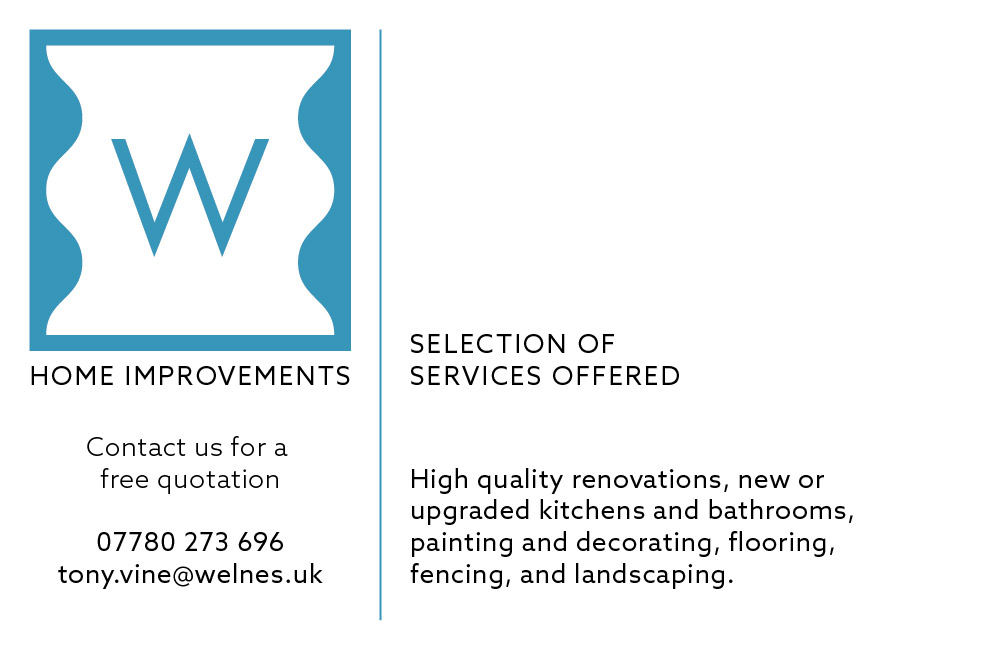 W
HOME IMPROVEMENTS
Contact us for a
free quotation
07780 273 696
tony.vine@welnes.uk
SELECTION OF
SERVICES OFFERED
High quality renovations, new or
upgraded kitchens and bathrooms,
painting and decorating, flooring,
fencing, and landscaping.